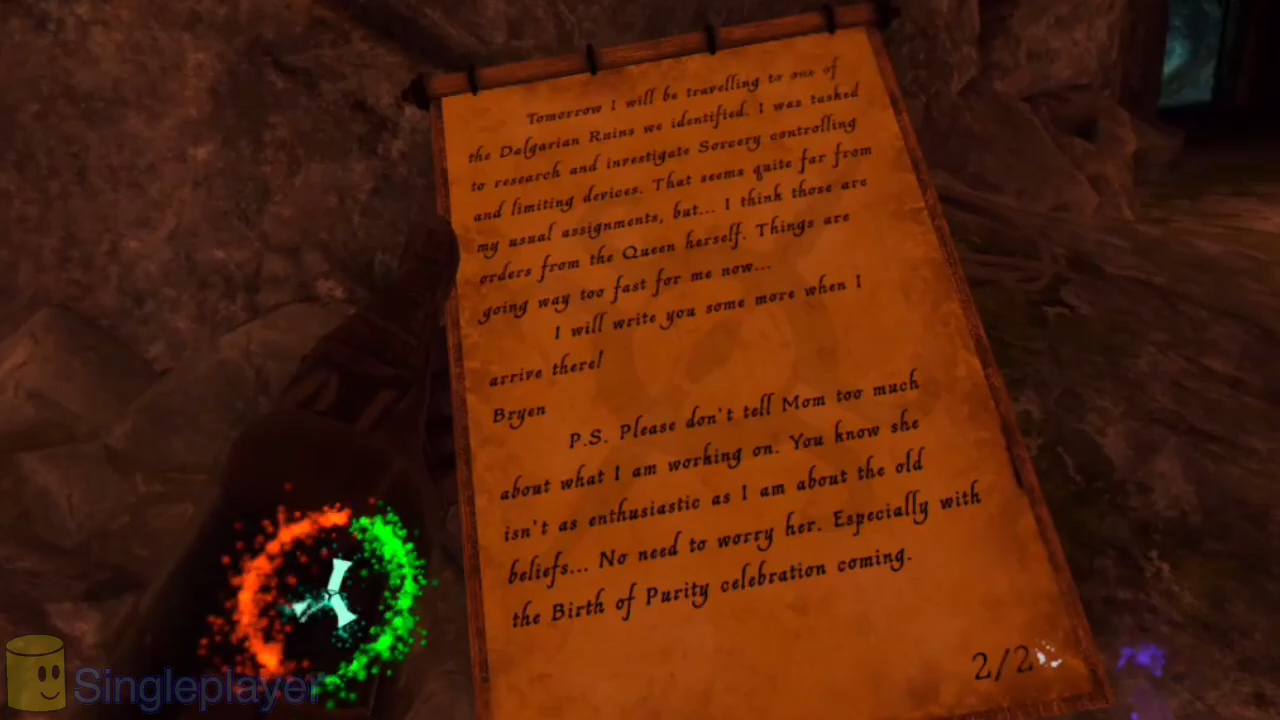 Tomorrow I will be travelling to one of
the Dalgarian Ruins we identified. I was tasked
to research and investigate Sorcery controlling
and limiting devices. That seems quite far from
my usual assignments, but... I think those are
orders from the Queen herself. Things are
going way too fast for me now...
I will write you some more when I
arrive there!
Bryen
P.S. Please don't tell Mom too much
about what I am working on. You know she
isn't as enthusiastic as I am about the old
beliefs... No need to worry her. Especially with
the Birth of Purity celebration coming.
2/2
Singleplayer